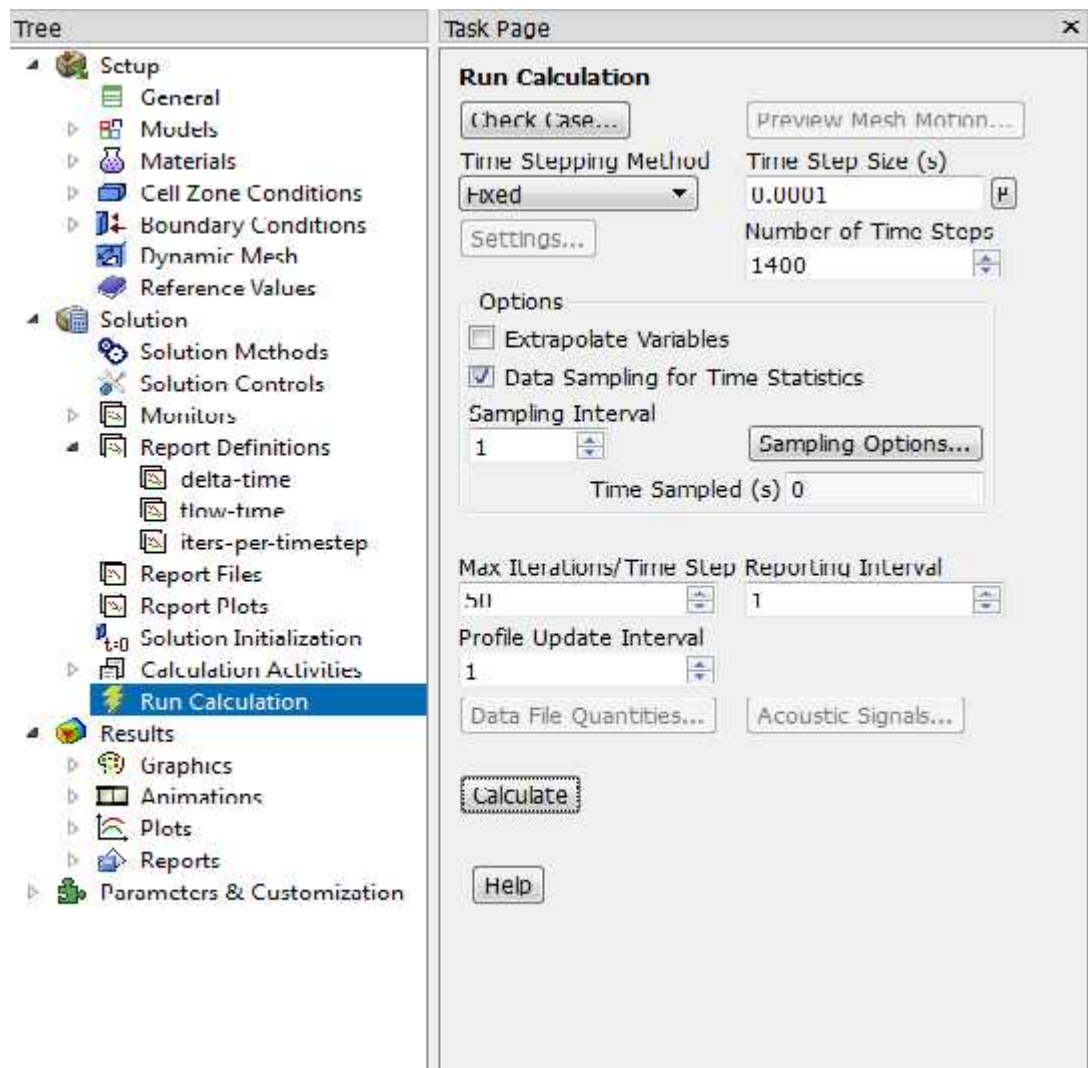 Tree
Setup
General
Models
Materials
Cell Zone Conditions
Boundary Conditions
Dynamic Mesh
Reference Values
Solution
Solution Methods
Solution Controls
Monitors
Report Definitions
delta-time
flow-time
iters-per-timestep
Report Files
Report Plots
t=0 Solution Initialization
Calculation Activities
Run Calculation
Results
Graphics
Animations
Plots
Reports
Parameters & Customization
Task Page
Run Calculation
Check Case... Preview Mesh Motion...
Time Stepping Method Time Step Size (s)
Fixed 0.0001 P
Settings... Number of Time Steps
1400
Options
Extrapolate Variables
Data Sampling for Time Statistics
Sampling Interval
1 Sampling Options...
Time Sampled (s) 0
Max Iterations/Time Step Reporting Interval
50 1
Profile Update Interval
1
Data File Quantities... Acoustic Signals...
Calculate
Help